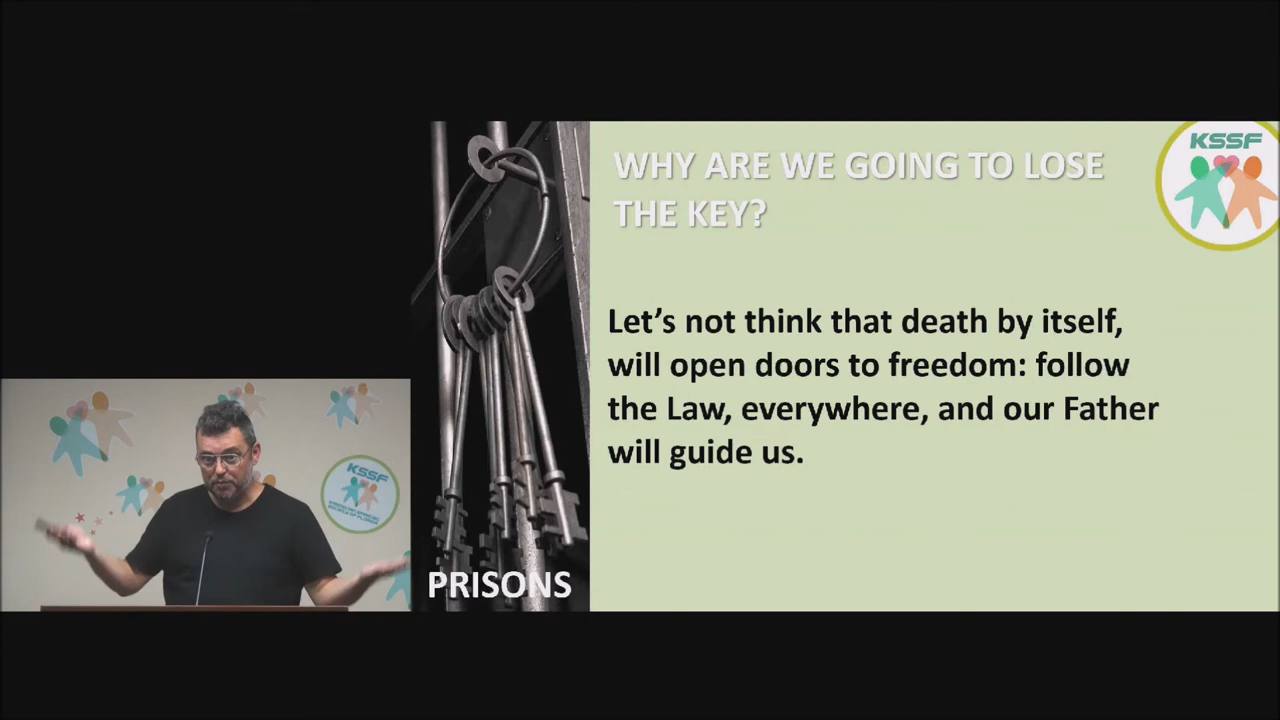 WHY ARE WE GOING TO LOSE
THE KEY?
KSSF
Let's not think that death by itself,
will open doors to freedom: follow
the Law, everywhere, and our Father
will guide us.
PRISONS
KSSF